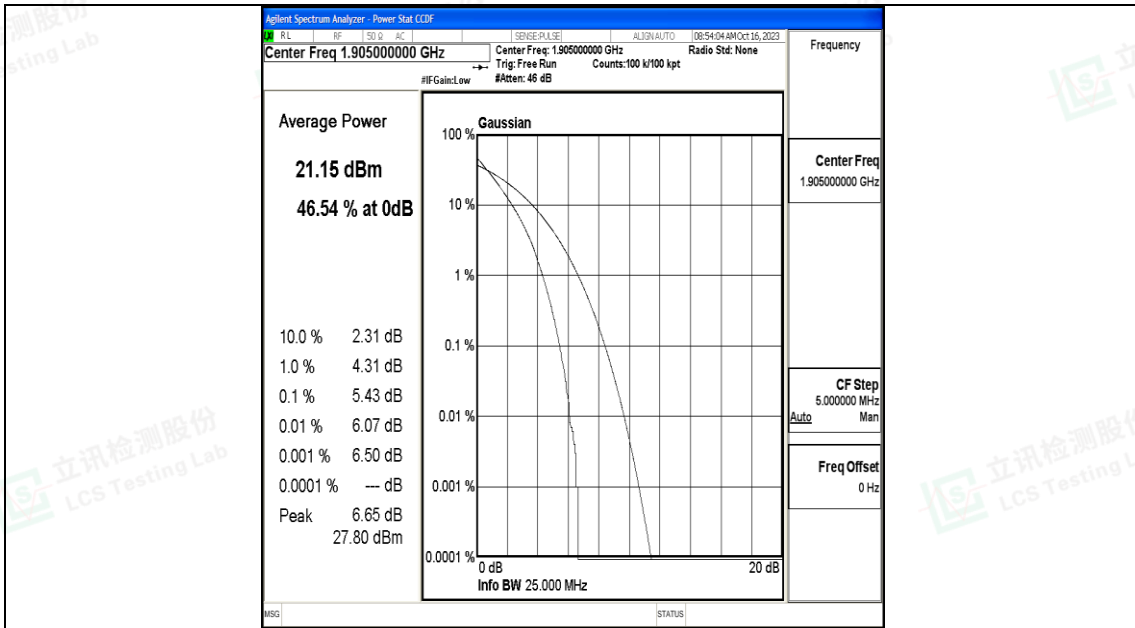 Agilent Spectrum Analyzer - Power Stat CCDF
RL RF 50 Ω AC SENSE:PULSE ALIGN AUTO 08:54:04 AM Oct 16, 2023
Center Freq 1.905000000 GHz
Center Freq: 1.905000000 GHz
Radio Std: None
Trig: Free Run Counts:100 k/100 kpt
#IFGain:Low #Atten: 46 dB
Frequency
Average Power
21.15 dBm
46.54 % at 0dB
10.0 % 2.31 dB
1.0 % 4.31 dB
0.1 % 5.43 dB
0.01 % 6.07 dB
0.001 % 6.50 dB
0.0001 % --- dB
Peak 6.65 dB
27.80 dBm
Gaussian
100 %
10 %
1 %
0.1 %
0.01 %
0.001 %
0.0001 %
0 dB 20 dB
Info BW 25.000 MHz
Center Freq
1.905000000 GHz
CF Step
5.000000 MHz
Auto Man
Freq Offset
0 Hz
MSG STATUS
立讯检测股份
LCS Testing Lab